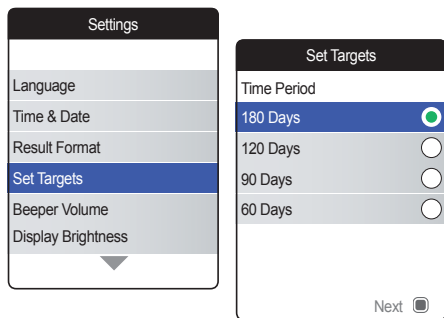 Settings
Language
Time & Date
Result Format
Set Targets
Beeper Volume
Display Brightness
Set Targets
Time Period
180 Days
120 Days
90 Days
60 Days
Next